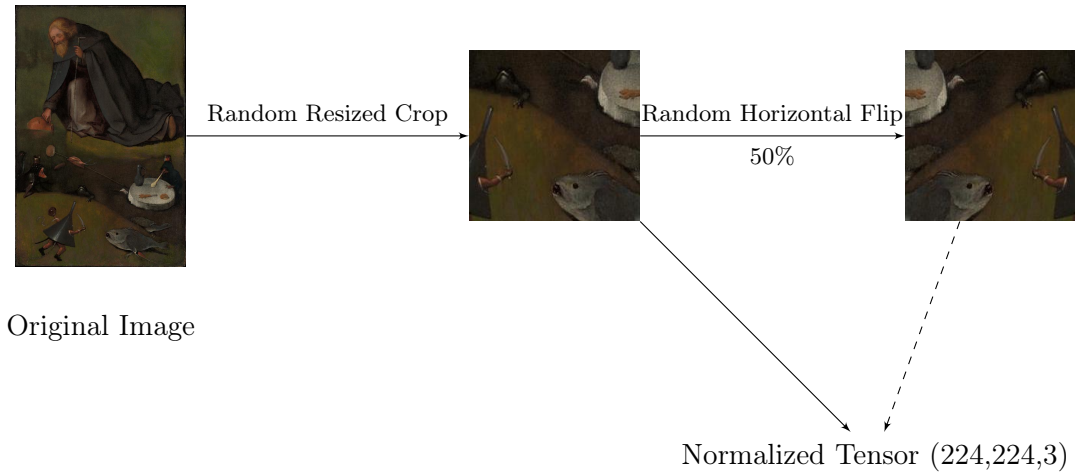 Random Resized Crop
Random Horizontal Flip
50%
Original Image
Normalized Tensor (224,224,3)